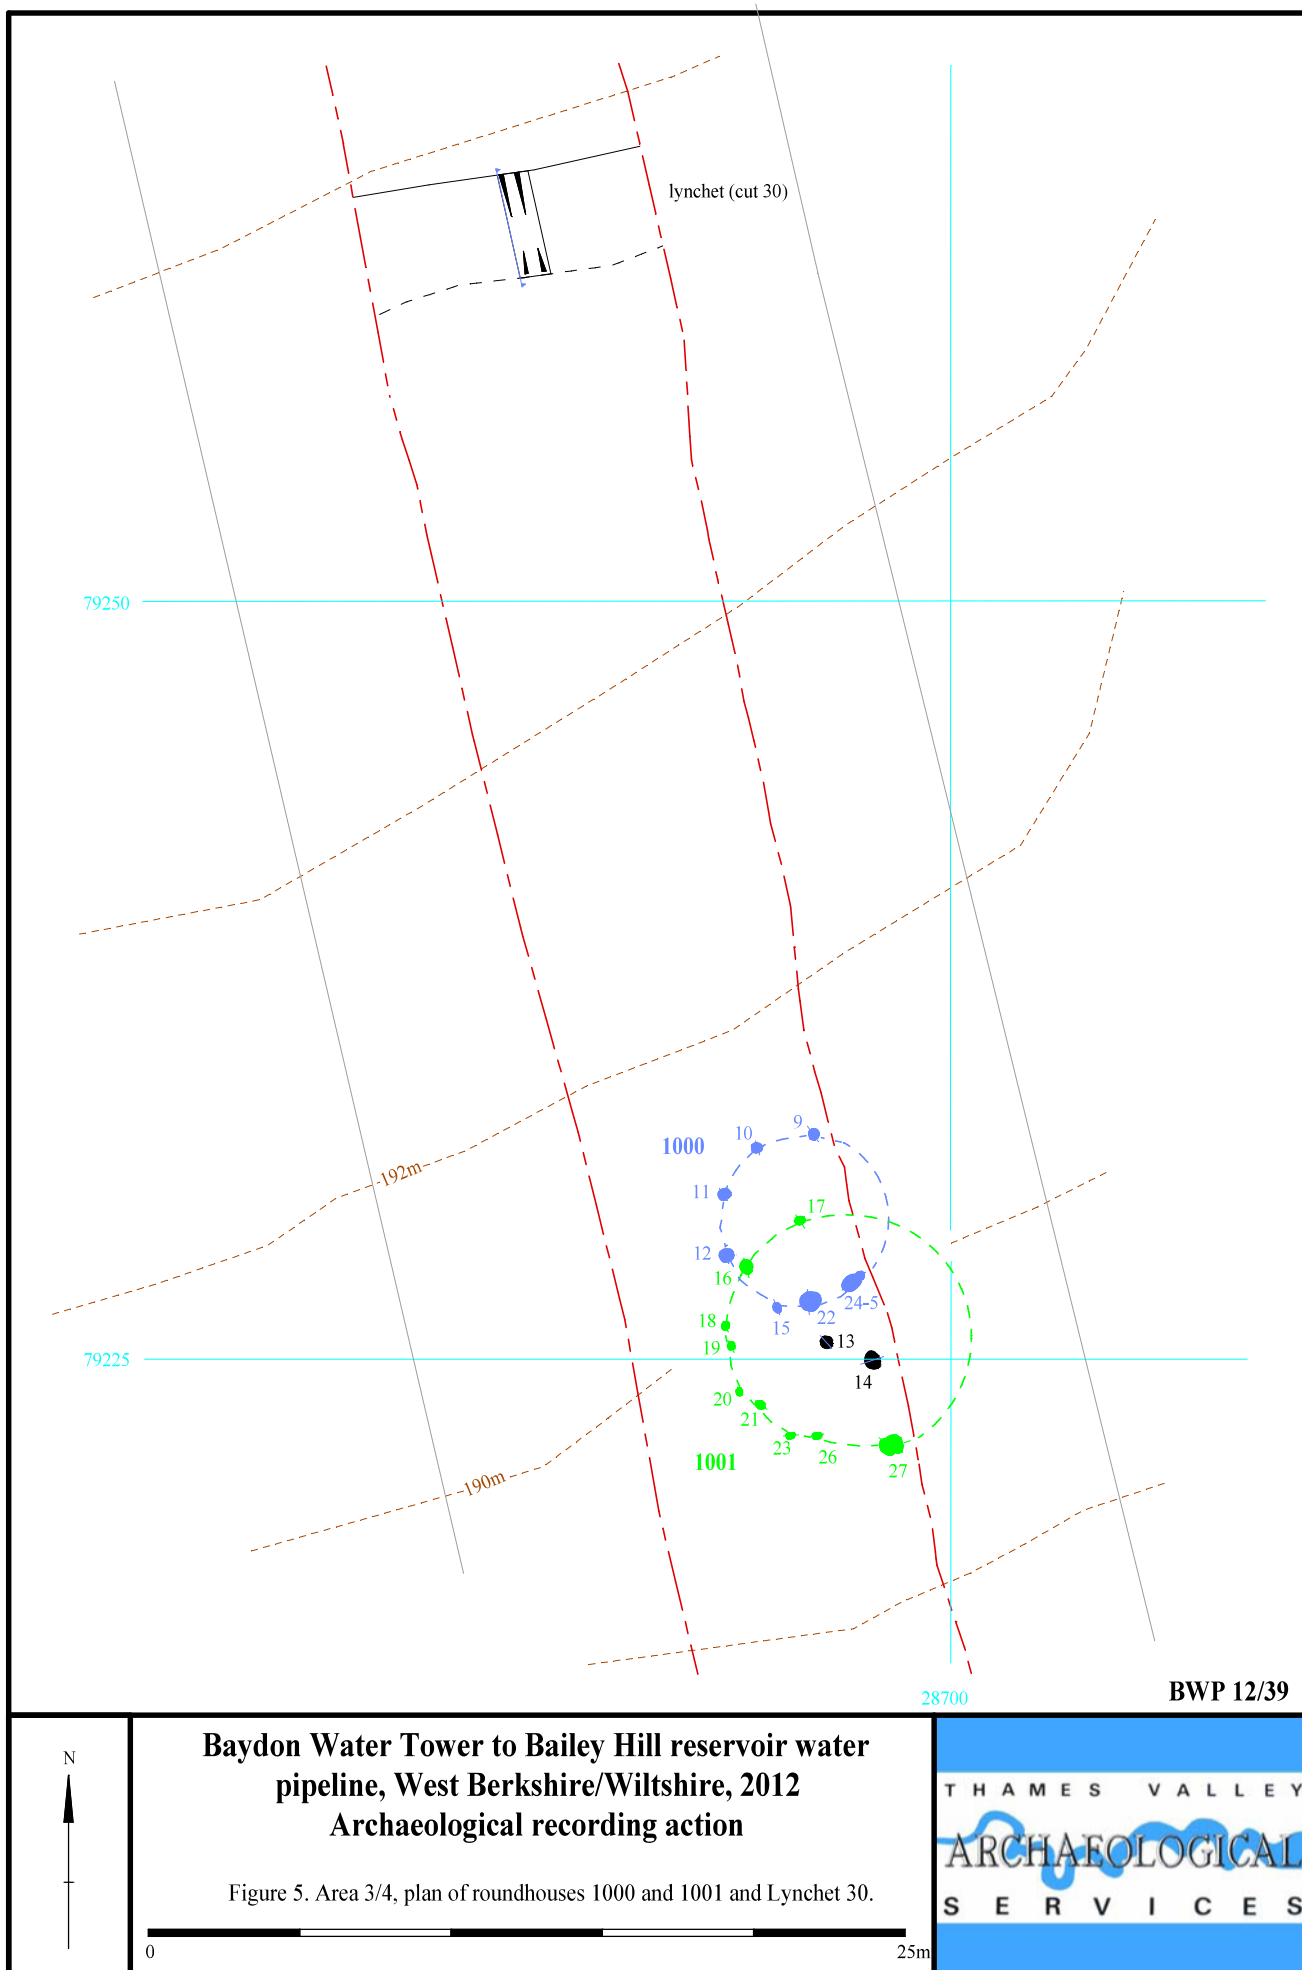 lynchet (cut 30)
79250
9
10
1000
11
17
12
16
24-5
15
22
18
13
19
79225
14
192m
20
21
23
26
27
1001
190m
28700
BWP 12/39
N
Baydon Water Tower to Bailey Hill reservoir water
pipeline, West Berkshire/Wiltshire, 2012
Archaeological recording action
Figure 5. Area 3/4, plan of roundhouses 1000 and 1001 and Lynchet 30.
0
25m
THAMES VALLEY
ARCHAEOLOGICAL
SERVICES